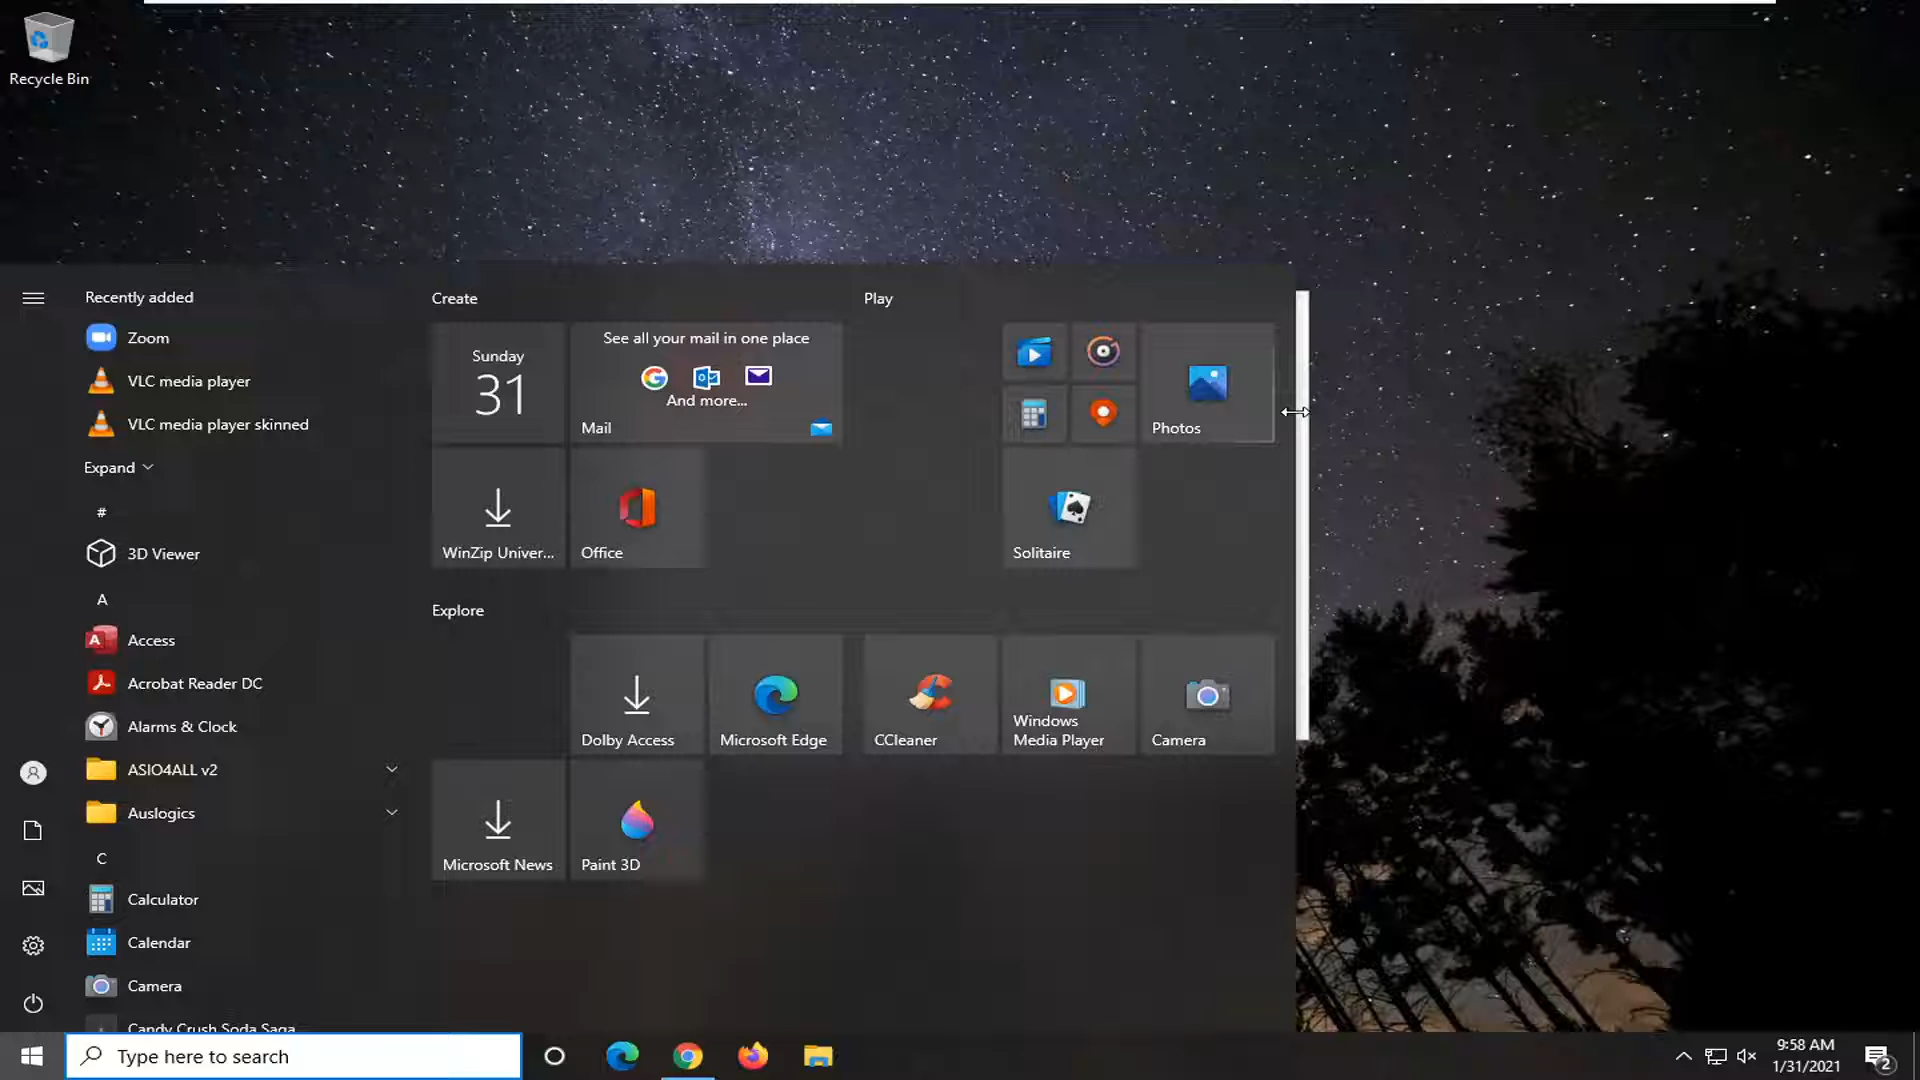 Recycle Bin
Recently added
Zoom
VLC media player
VLC media player skinned
Expand
#
3D Viewer
A
Access
Acrobat Reader DC
Alarms & Clock
ASIO4ALL v2
Auslogics
C
Calculator
Calendar
Camera
Candy Crush Soda Saga
Create
Sunday
31
See all your mail in one place
And more...
Mail
WinZip Univer...
Office
Play
Photos
Solitaire
Explore
Dolby Access
Microsoft Edge
CCleaner
Windows
Media Player
Camera
Microsoft News
Paint 3D
Type here to search
9:58 AM
1/31/2021
2